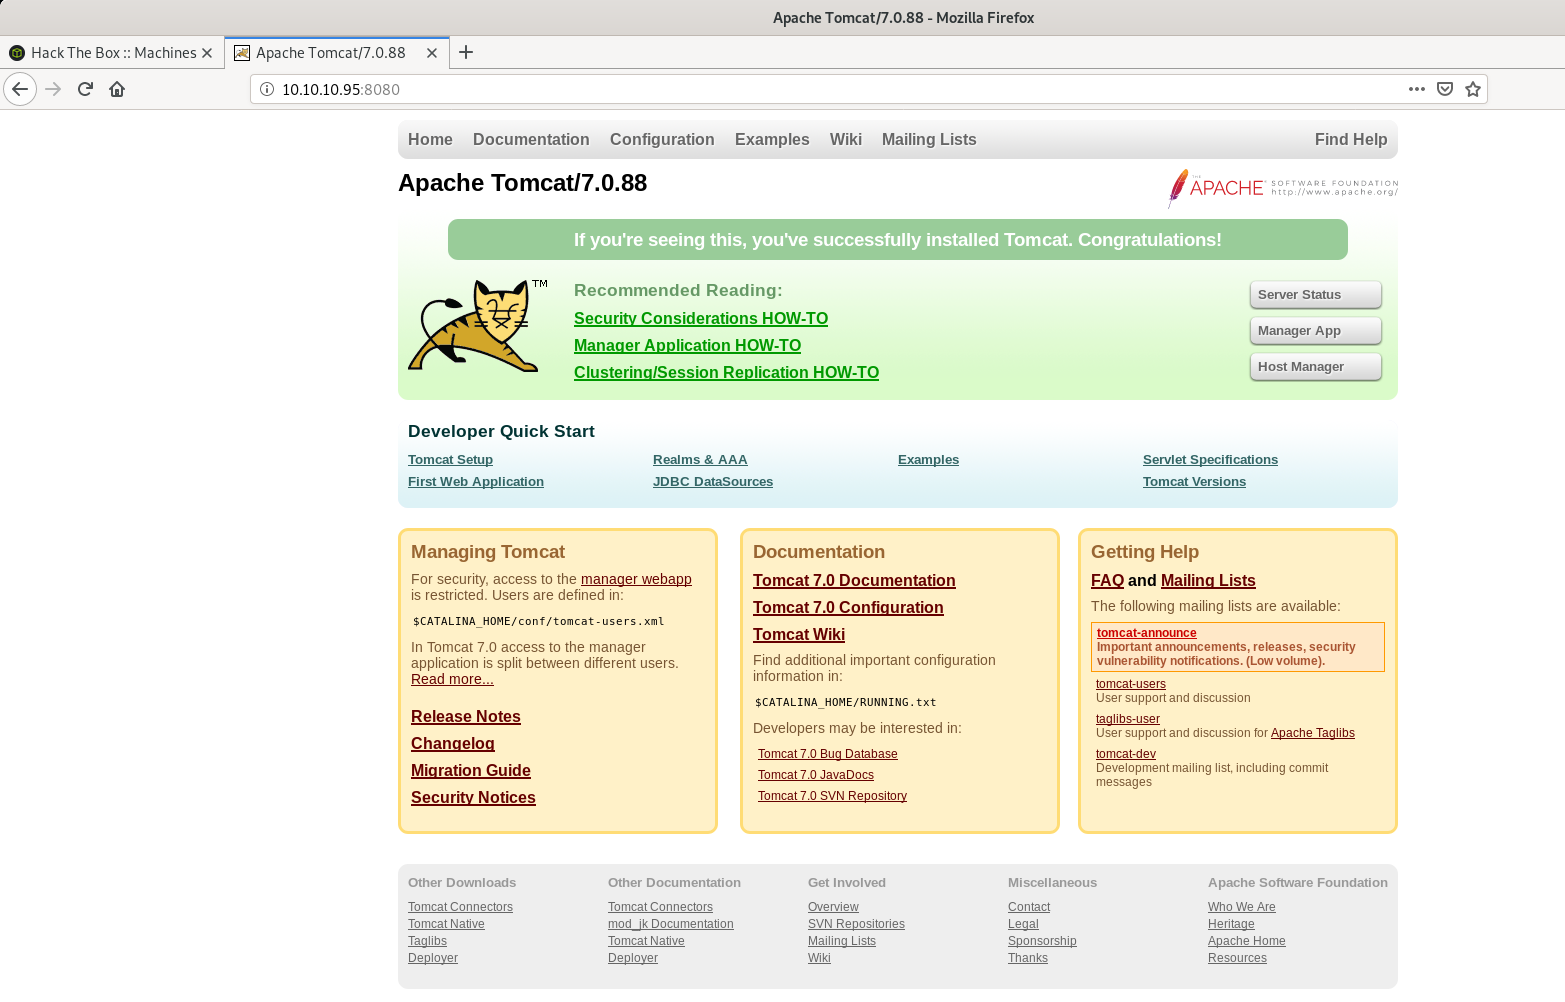 Apache Tomcat/7.0.88 - Mozilla Firefox
Hack The Box :: Machines
Apache Tomcat/7.0.88
10.10.10.95:8080
Home Documentation Configuration Examples Wiki Mailing Lists Find Help
Apache Tomcat/7.0.88
THE APACHE SOFTWARE FOUNDATION
http://www.apache.org/
If you're seeing this, you've successfully installed Tomcat. Congratulations!
TM
Recommended Reading:
Security Considerations HOW-TO
Manager Application HOW-TO
Clustering/Session Replication HOW-TO
Server Status
Manager App
Host Manager
Developer Quick Start
Tomcat Setup
First Web Application
Realms & AAA
JDBC DataSources
Examples
Servlet Specifications
Tomcat Versions
Managing Tomcat
For security, access to the manager webapp
is restricted. Users are defined in:
$CATALINA_HOME/conf/tomcat-users.xml
In Tomcat 7.0 access to the manager
application is split between different users.
Read more...
Release Notes
Changelog
Migration Guide
Security Notices
Documentation
Tomcat 7.0 Documentation
Tomcat 7.0 Configuration
Tomcat Wiki
Find additional important configuration
information in:
$CATALINA_HOME/RUNNING.txt
Developers may be interested in:
Tomcat 7.0 Bug Database
Tomcat 7.0 JavaDocs
Tomcat 7.0 SVN Repository
Getting Help
FAQ and Mailing Lists
The following mailing lists are available:
tomcat-announce
Important announcements, releases, security
vulnerability notifications. (Low volume).
tomcat-users
User support and discussion
taglibs-user
User support and discussion for Apache Taglibs
tomcat-dev
Development mailing list, including commit
messages
Other Downloads
Tomcat Connectors
Tomcat Native
Taglibs
Deployer
Other Documentation
Tomcat Connectors
mod_jk Documentation
Tomcat Native
Deployer
Get Involved
Overview
SVN Repositories
Mailing Lists
Wiki
Miscellaneous
Contact
Legal
Sponsorship
Thanks
Apache Software Foundation
Who We Are
Heritage
Apache Home
Resources